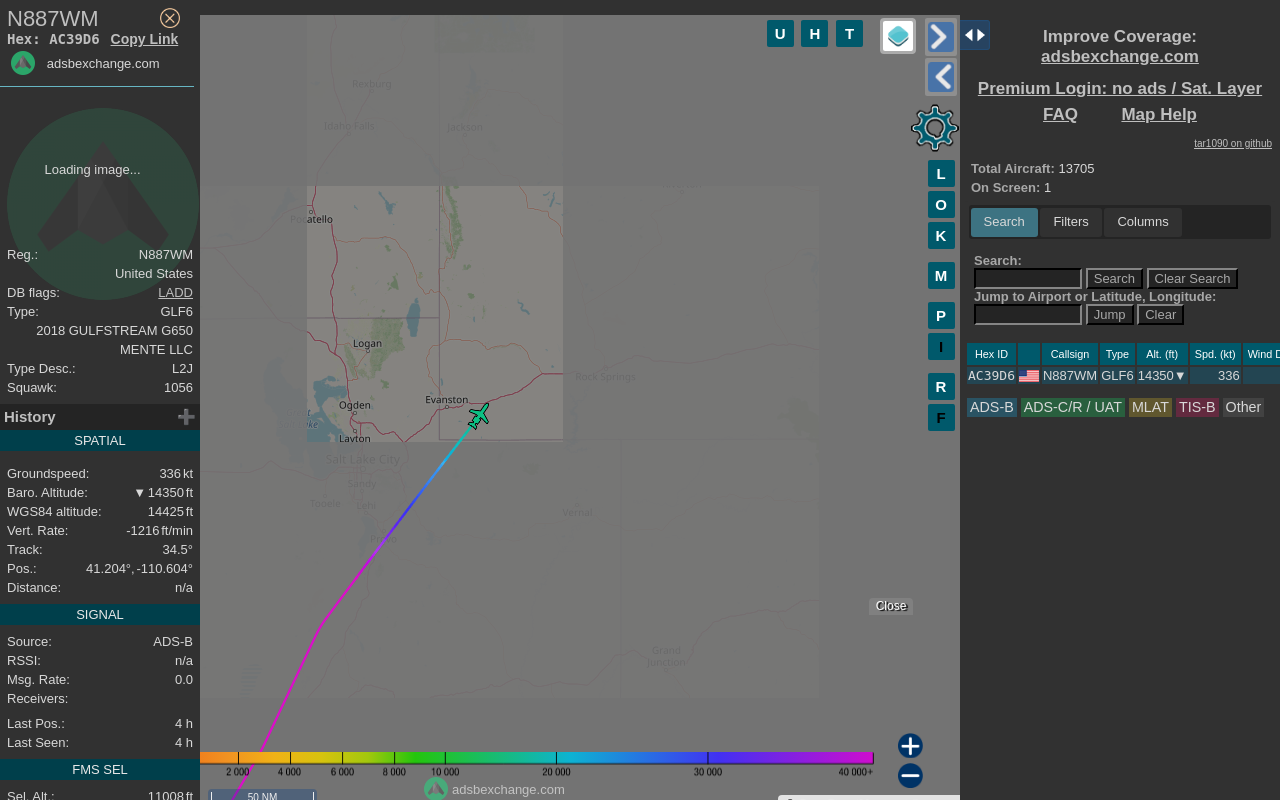 N887WM
Hex: AC39D6 Copy Link
adsbexchange.com
Loading image...
Reg.: N887WM
United States
DB flags: LADD
Type: GLF6
2018 GULFSTREAM G650
MENTE LLC
Type Desc.: L2J
Squawk: 1056
History
SPATIAL
Groundspeed: 336 kt
Baro. Altitude: ▼ 14350 ft
WGS84 altitude: 14425 ft
Vert. Rate: -1216 ft/min
Track: 34.5°
Pos.: 41.204°, -110.604°
Distance: n/a
SIGNAL
Source: ADS-B
RSSI: n/a
Msg. Rate: 0.0
Receivers:
Last Pos.: 4 h
Last Seen: 4 h
FMS SEL
Sel. Alt.: 11008 ft
U H T
L
O
K
M
P
I
R
F
Rexburg
Idaho Falls
Jackson
Pocatello
Logan
Rock Springs
Evanston
Ogden
Lake
Layton
Salt Lake City
Sandy
Tooele
Lehi
Vernal
Provo
Grand
Junction
Close
2 000 4 000 6 000 8 000 10 000 20 000 30 000 40 000+
adsbexchange.com
50 NM
Improve Coverage:
adsbexchange.com
Premium Login: no ads / Sat. Layer
FAQ Map Help
tar1090 on github
Total Aircraft: 13705
On Screen: 1
Search Filters Columns
Search:
Search Clear Search
Jump to Airport or Latitude, Longitude:
Jump Clear
Hex ID Callsign Type Alt. (ft) Spd. (kt) Wind D
AC39D6 N887WM GLF6 14350▼ 336
ADS-B ADS-C/R / UAT MLAT TIS-B Other